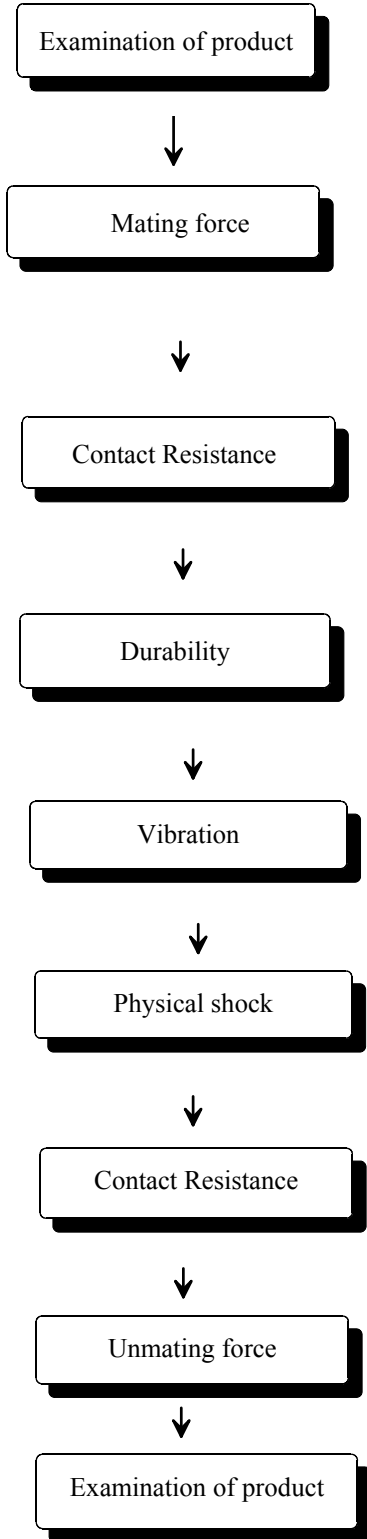 Examination of product
Mating force
Contact Resistance
Durability
Vibration
Physical shock
Contact Resistance
Unmating force
Examination of product